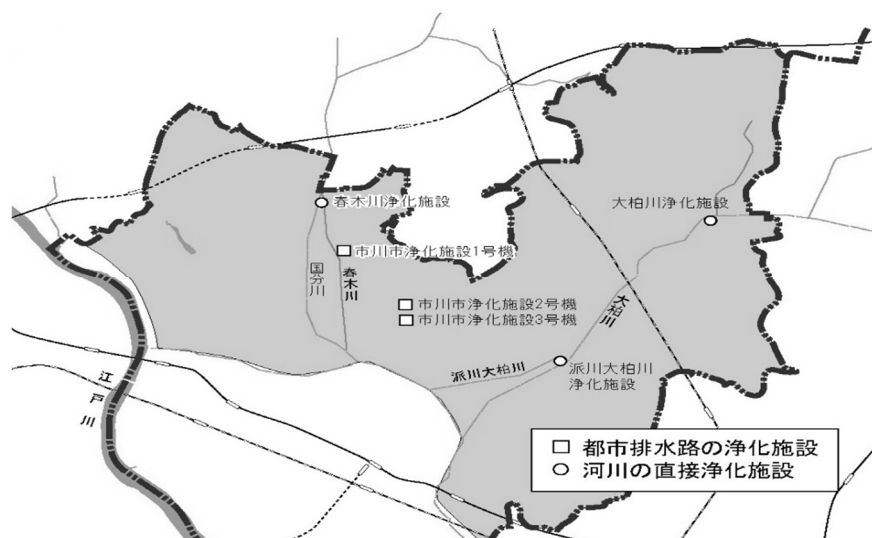 春木川浄化施設
大柏川浄化施設
市川市浄化施設1号機
国分川
春木川
市川市浄化施設2号機
市川市浄化施設3号機
大柏川
派川大柏川
派川大柏川
浄化施設
江戸川
□ 都市排水路の浄化施設
○ 河川の直接浄化施設